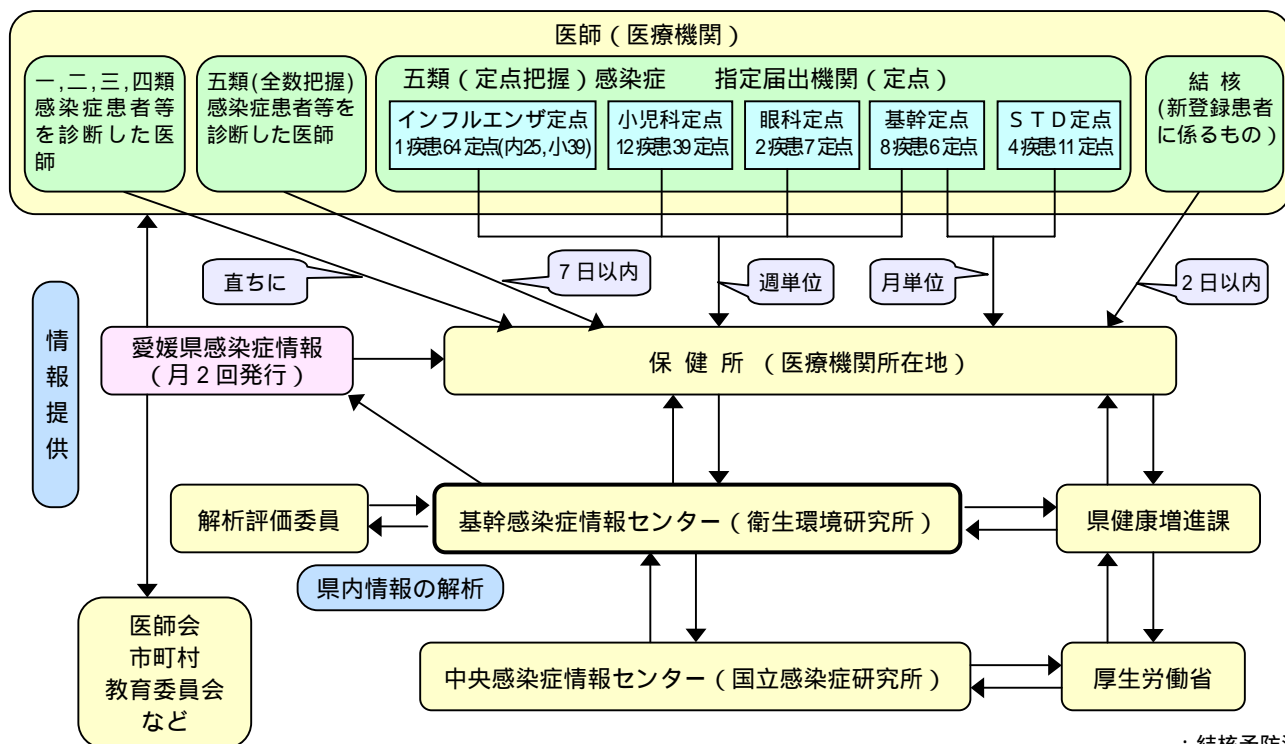 医師(医療機関)
一,二,三,四類
感染症患者等
を診断した医
師
五類(全数把握)
感染症患者等を
診断した医師
五類(定点把握)感染症 指定届出機関(定点)
インフルエンザ定点
1疾患64定点(内25,小39)
小児科定点
12疾患39定点
眼科定点
2疾患7定点
基幹定点
8疾患6定点
STD定点
4疾患11定点
結核
(新登録患者
に係るもの)
直ちに
7日以内
週単位
月単位
2日以内
情報提供
愛媛県感染症情報
(月2回発行)
保健所(医療機関所在地)
解析評価委員
基幹感染症情報センター(衛生環境研究所)
県健康増進課
県内情報の解析
医師会
市町村
教育委員会
など
中央感染症情報センター(国立感染症研究所)
厚生労働省
:結核予防